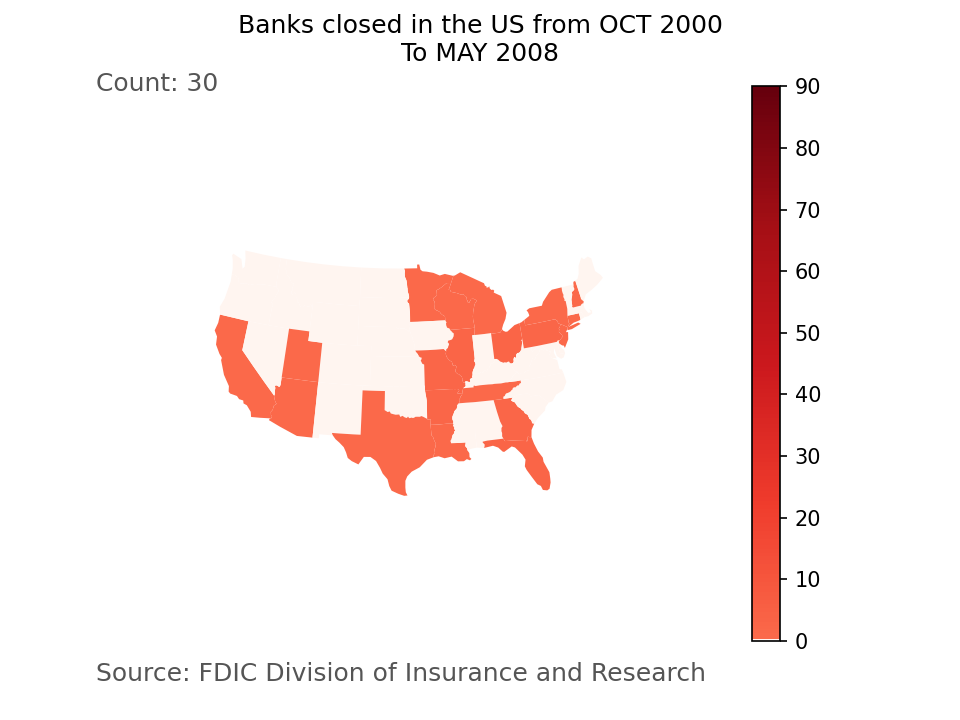 Banks closed in the US from OCT 2000
To MAY 2008
Count: 30
90
80
70
60
50
40
30
20
10
0
Source: FDIC Division of Insurance and Research